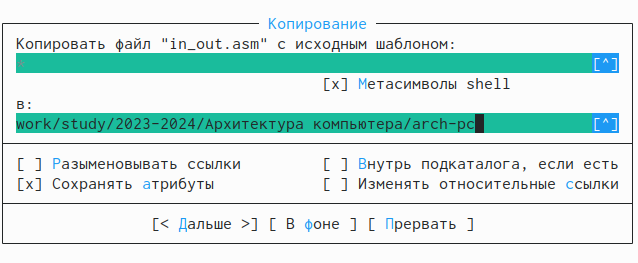 Копирование
Копировать файл "in_out.asm" с исходным шаблоном:
* [^]
[x] Метасимволы shell
в:
work/study/2023-2024/Архитектура компьютера/arch-pc [^]
[ ] Разыменовывать ссылки [ ] Внутрь подкаталога, если есть
[x] Сохранять атрибуты [ ] Изменять относительные ссылки
[< Дальше >] [ В фоне ] [ Прервать ]